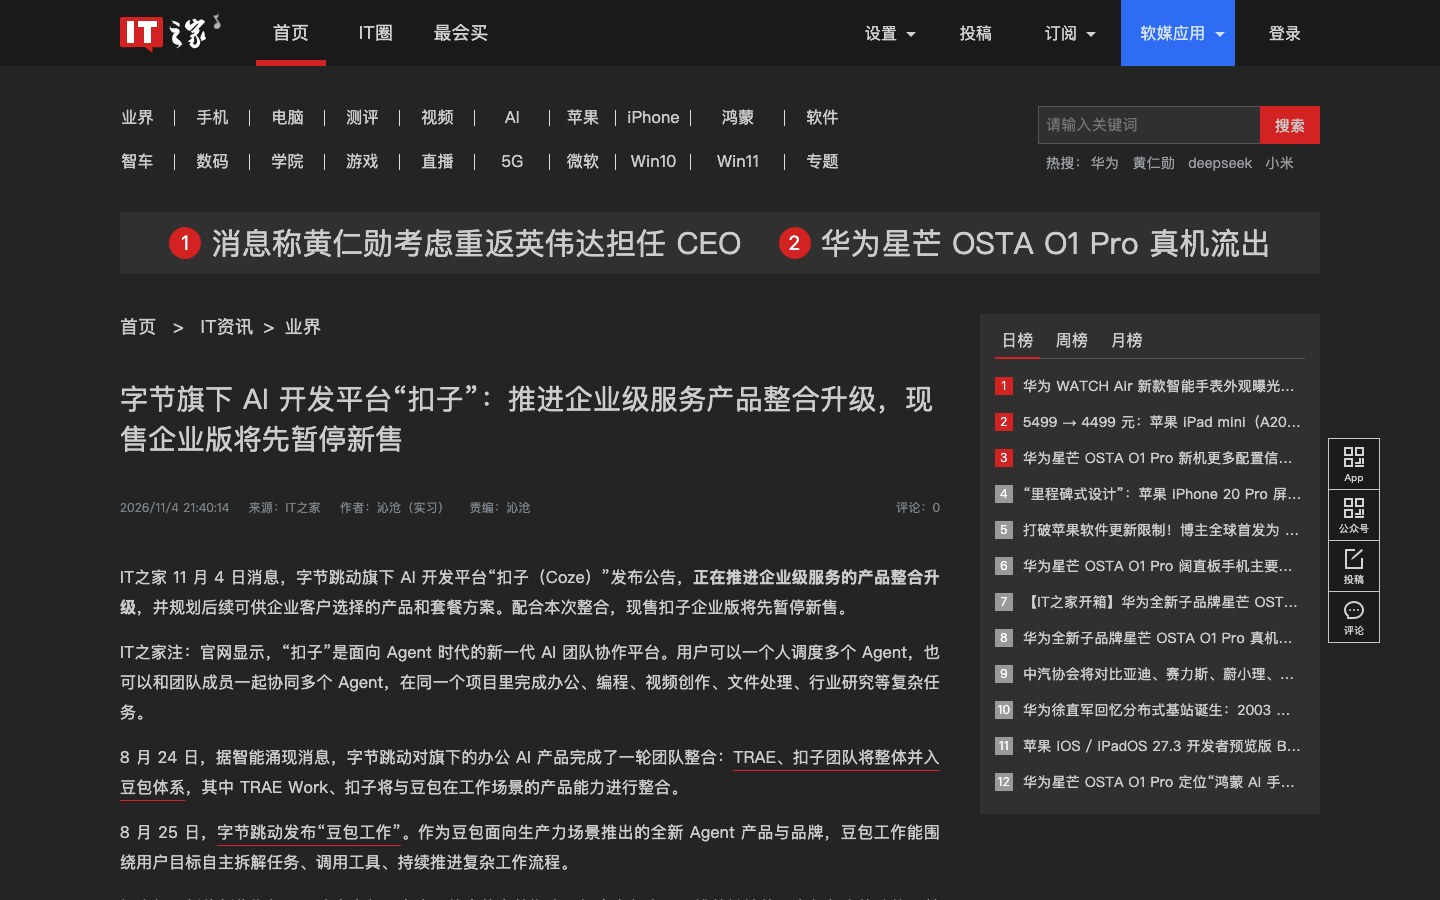 IT之家
首页 IT圈 最会买 设置 投稿 订阅 软媒应用 登录
业界 | 手机 | 电脑 | 测评 | 视频 | AI | 苹果 | iPhone | 鸿蒙 | 软件
智车 | 数码 | 学院 | 游戏 | 直播 | 5G | 微软 | Win10 | Win11 | 专题
请输入关键词 搜索
热搜： 华为 黄仁勋 deepseek 小米
1 消息称黄仁勋考虑重返英伟达担任 CEO 2 华为星芒 OSTA O1 Pro 真机流出
首页 > IT资讯 > 业界
字节旗下 AI 开发平台“扣子”：推进企业级服务产品整合升级，现
售企业版将先暂停新售
2026/11/4 21:40:14 来源：IT之家 作者：沁沧（实习） 责编：沁沧 评论：0
IT之家 11 月 4 日消息，字节跳动旗下 AI 开发平台“扣子（Coze）”发布公告，正在推进企业级服务的产品整合升
级，并规划后续可供企业客户选择的产品和套餐方案。配合本次整合，现售扣子企业版将先暂停新售。
IT之家注：官网显示，“扣子”是面向 Agent 时代的新一代 AI 团队协作平台。用户可以一个人调度多个 Agent，也
可以和团队成员一起协同多个 Agent，在同一个项目里完成办公、编程、视频创作、文件处理、行业研究等复杂任
务。
8 月 24 日，据智能涌现消息，字节跳动对旗下的办公 AI 产品完成了一轮团队整合：TRAE、扣子团队将整体并入
豆包体系，其中 TRAE Work、扣子将与豆包在工作场景的产品能力进行整合。
8 月 25 日，字节跳动发布“豆包工作”。作为豆包面向生产力场景推出的全新 Agent 产品与品牌，豆包工作能围
绕用户目标自主拆解任务、调用工具、持续推进复杂工作流程。
日榜 周榜 月榜
1 华为 WATCH Air 新款智能手表外观曝光...
2 5499 → 4499 元：苹果 iPad mini（A20...
3 华为星芒 OSTA O1 Pro 新机更多配置信...
4 “里程碑式设计”：苹果 iPhone 20 Pro 屏...
5 打破苹果软件更新限制！博主全球首发为 ...
6 华为星芒 OSTA O1 Pro 阔直板手机主要...
7 【IT之家开箱】华为全新子品牌星芒 OST...
8 华为全新子品牌星芒 OSTA O1 Pro 真机...
9 中汽协会将对比亚迪、赛力斯、蔚小理、...
10 华为徐直军回忆分布式基站诞生：2003 ...
11 苹果 iOS / iPadOS 27.3 开发者预览版 B...
12 华为星芒 OSTA O1 Pro 定位“鸿蒙 AI 手...
App
公众号
投稿
评论